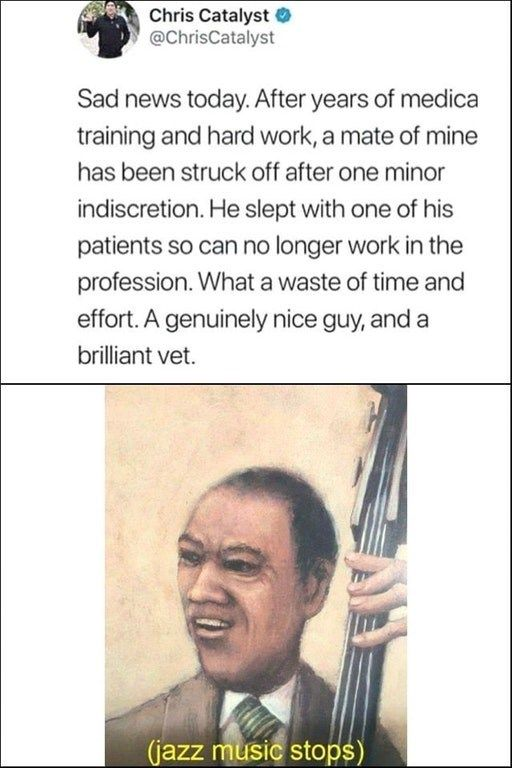 Chris Catalyst
@ChrisCatalyst
Sad news today. After years of medica
training and hard work, a mate of mine
has been struck off after one minor
indiscretion. He slept with one of his
patients so can no longer work in the
profession. What a waste of time and
effort. A genuinely nice guy, and a
brilliant vet.
(jazz music stops)